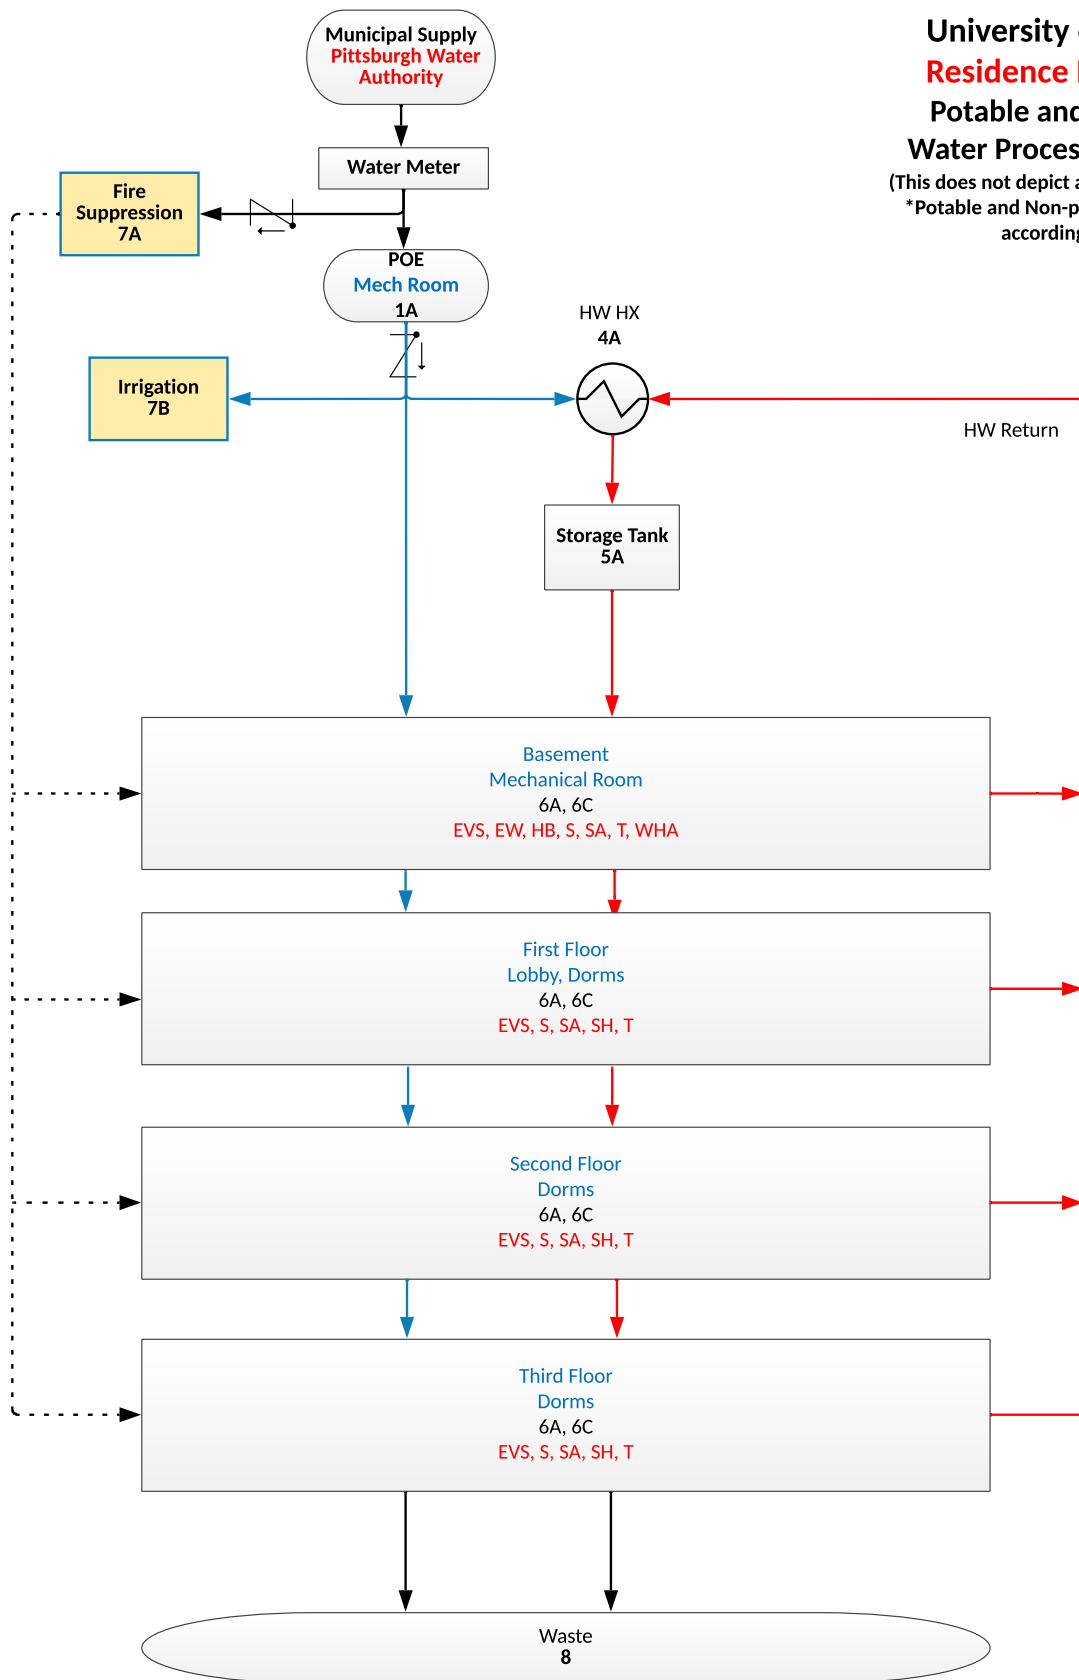 Municipal Supply
Pittsburgh Water
Authority
University
Residence
Potable and
Water Proces
(This does not depict a
*Potable and Non-p
according
Water Meter
Fire
Suppression
7A
POE
Mech Room
1A
HW HX
4A
Irrigation
7B
HW Return
Storage Tank
5A
Basement
Mechanical Room
6A, 6C
EVS, EW, HB, S, SA, T, WHA
First Floor
Lobby, Dorms
6A, 6C
EVS, S, SA, SH, T
Second Floor
Dorms
6A, 6C
EVS, S, SA, SH, T
Third Floor
Dorms
6A, 6C
EVS, S, SA, SH, T
Waste
8